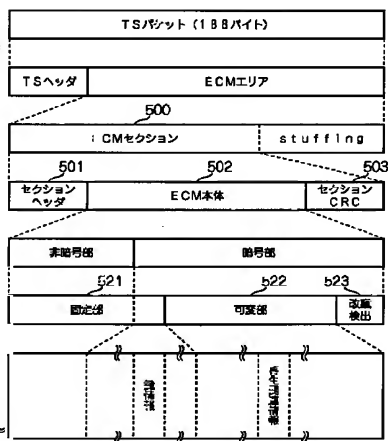 TSパケット(188バイト)
TSヘッダ ECMエリア
500
ECMセクション stuffing
501 502 503
セクションヘッダ ECM本体 セクションCRC
非暗号部 暗号部
521 522 523
固定部 可変部 改竄検出